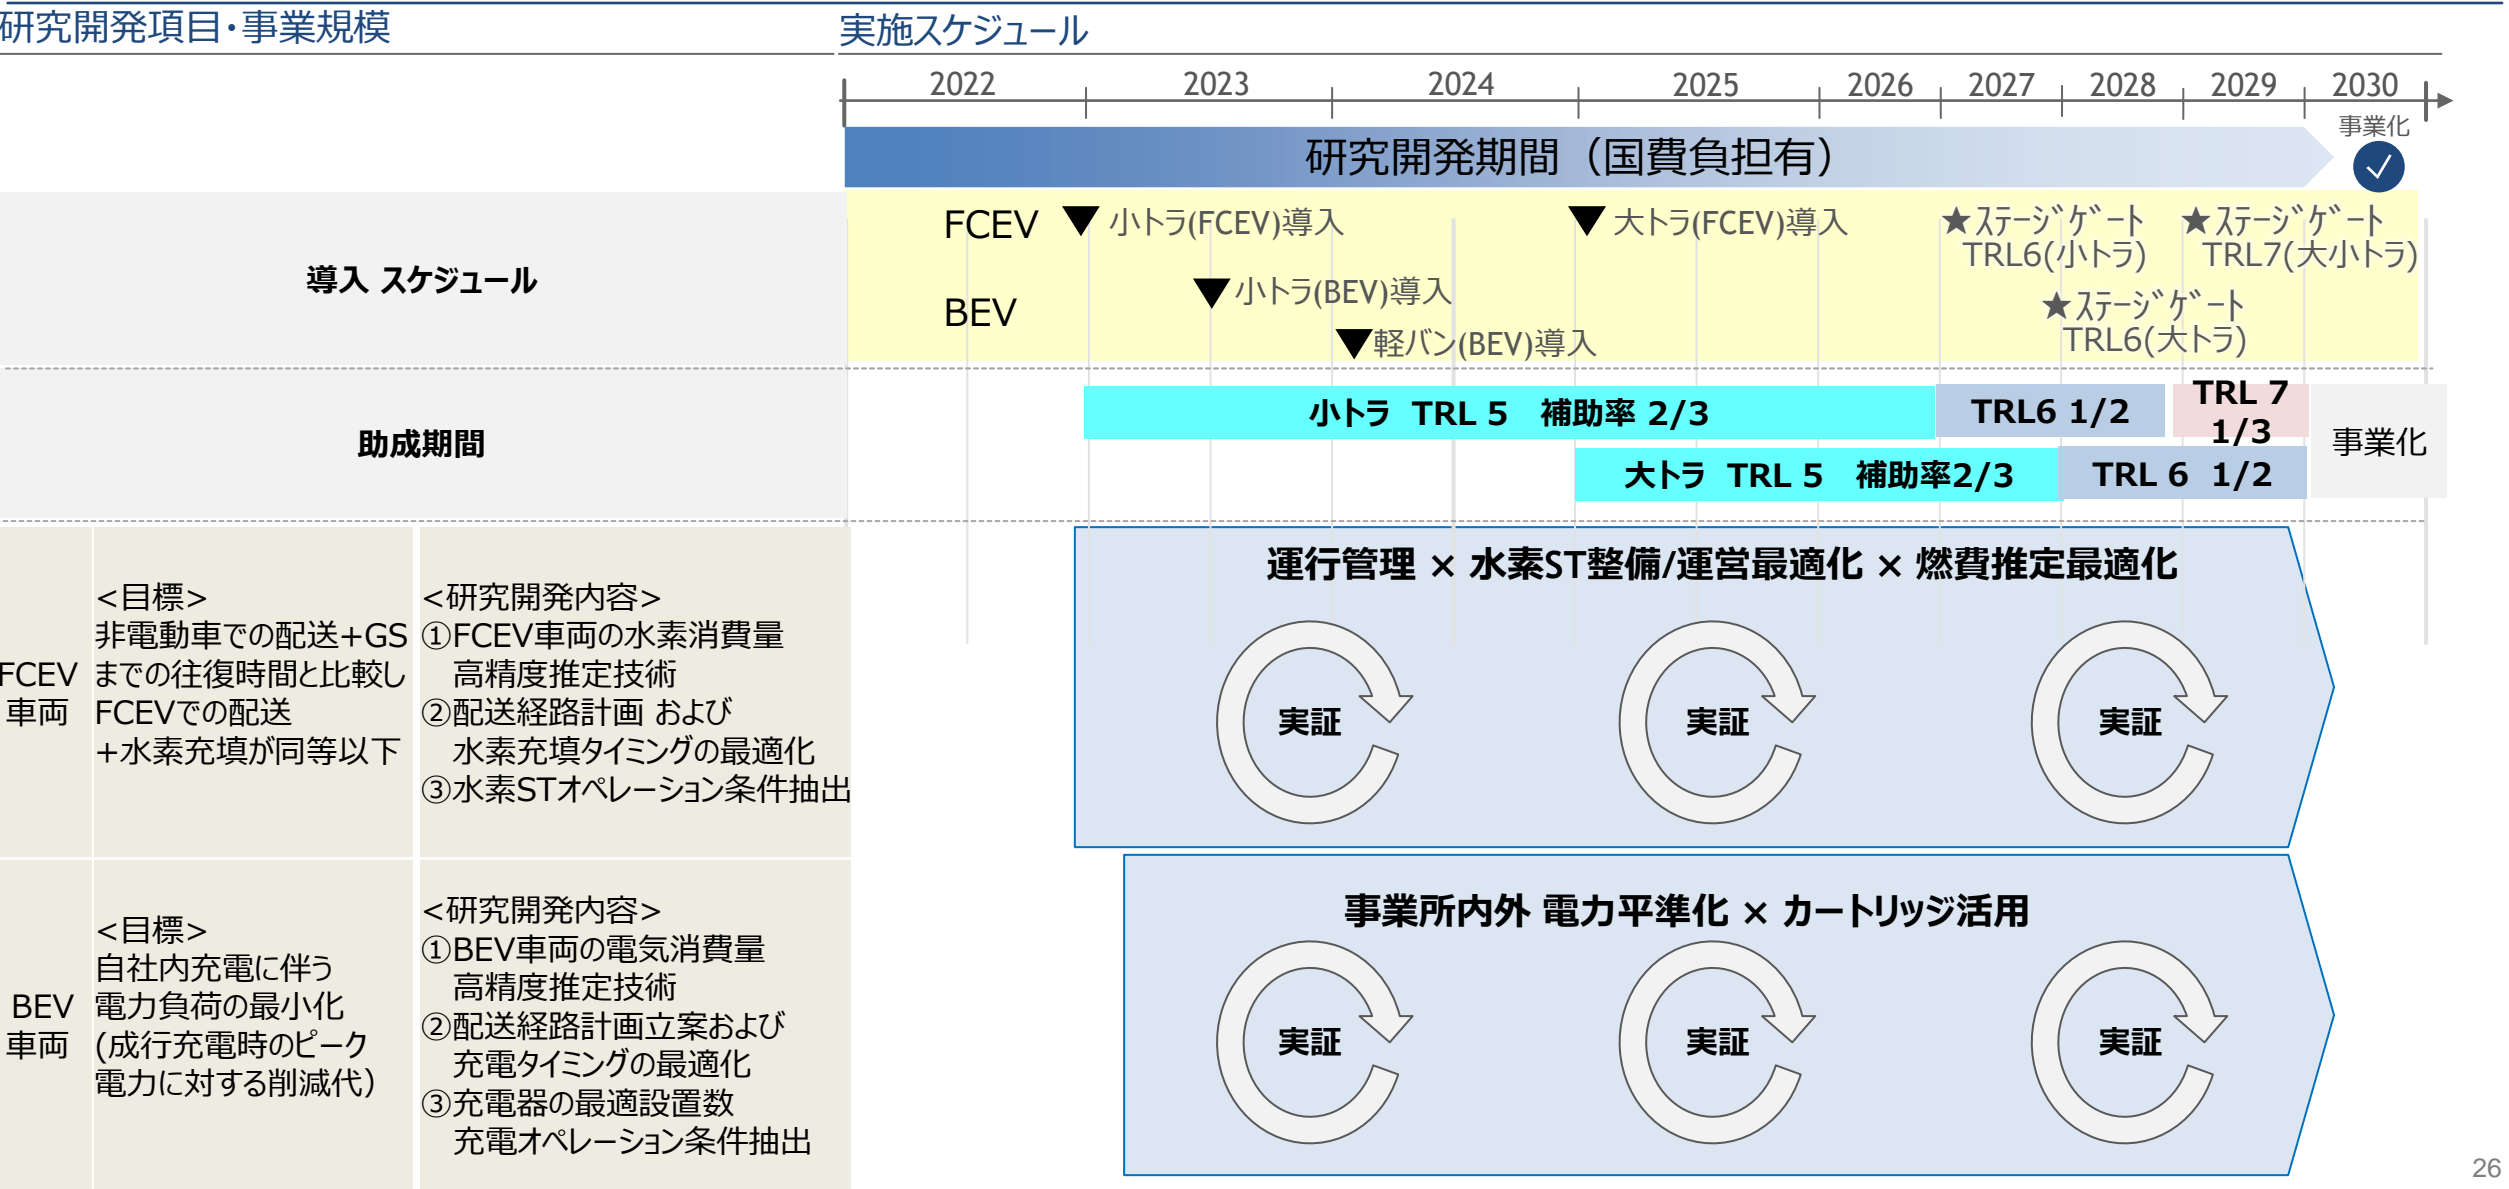 研究開発項目・事業規模
実施スケジュール
2022 2023 2024 2025 2026 2027 2028 2029 2030
研究開発期間（国費負担有）
事業化
導入 スケジュール
FCEV
小トラ(FCEV)導入
大トラ(FCEV)導入
★ｽﾃｰｼﾞｹﾞｰﾄ
TRL6(小トラ)
★ｽﾃｰｼﾞｹﾞｰﾄ
TRL7(大小トラ)
BEV
小トラ(BEV)導入
軽バン(BEV)導入
★ｽﾃｰｼﾞｹﾞｰﾄ
TRL6(大トラ)
助成期間
小トラ TRL 5 補助率 2/3
TRL6 1/2
TRL 7
1/3
大トラ TRL 5 補助率2/3
TRL 6 1/2
事業化
FCEV
車両
<目標>
非電動車での配送+GS
までの往復時間と比較し
FCEVでの配送
+水素充填が同等以下
<研究開発内容>
①FCEV車両の水素消費量
高精度推定技術
②配送経路計画 および
水素充填タイミングの最適化
③水素STオペレーション条件抽出
運行管理 × 水素ST整備/運営最適化 × 燃費推定最適化
実証 実証 実証
BEV
車両
<目標>
自社内充電に伴う
電力負荷の最小化
(成行充電時のピーク
電力に対する削減代）
<研究開発内容>
①BEV車両の電気消費量
高精度推定技術
②配送経路計画立案および
充電タイミングの最適化
③充電器の最適設置数
充電オペレーション条件抽出
事業所内外 電力平準化 × カートリッジ活用
実証 実証 実証
26